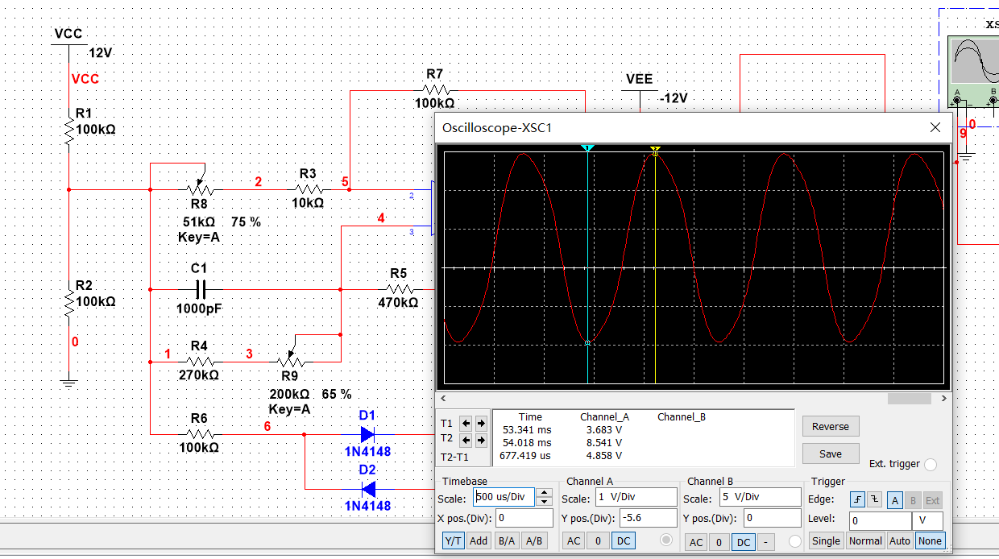 VCC
12V
VCC
R1
100kΩ
R7
100kΩ
VEE
-12V
XS
A
B
9
0
R8
51kΩ 75 %
Key=A
2
R3
10kΩ
5
2
4
3
C1
1000pF
R5
470kΩ
R2
100kΩ
0
1
R4
270kΩ
3
R9
200kΩ 65 %
Key=A
R6
100kΩ
6
D1
1N4148
D2
1N4148
Oscilloscope-XSC1
Time Channel_A Channel_B
T1 53.341 ms 3.683 V
T2 54.018 ms 8.541 V
T2-T1 677.419 us 4.858 V
Reverse
Save
Ext. trigger
Timebase
Scale: 500 us/Div
X pos.(Div): 0
Y/T Add B/A A/B
Channel A
Scale: 1 V/Div
Y pos.(Div): -5.6
AC 0 DC
Channel B
Scale: 5 V/Div
Y pos.(Div): 0
AC 0 DC -
Trigger
Edge: A B Ext
Level: 0 V
Single Normal Auto None